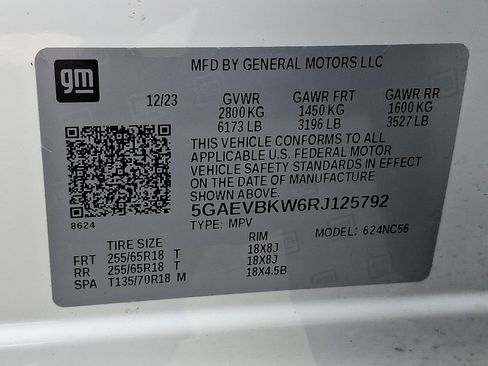 gm
MFD BY GENERAL MOTORS LLC
12/23 GVWR GAWR FRT GAWR RR
2800 KG 1450 KG 1600 KG
6173 LB 3196 LB 3527 LB
THIS VEHICLE CONFORMS TO ALL
APPLICABLE U.S. FEDERAL MOTOR
VEHICLE SAFETY STANDARDS IN EFFECT
ON THE DATE OF MANUFACTURE
SHOWN ABOVE.
5GAEVBKW6RJ125792
8624 TYPE: MPV MODEL: 624NC56
TIRE SIZE RIM
FRT 255/65R18 T 18X8J
RR 255/65R18 T 18X8J
SPA T135/70R18 M 18X4.5B